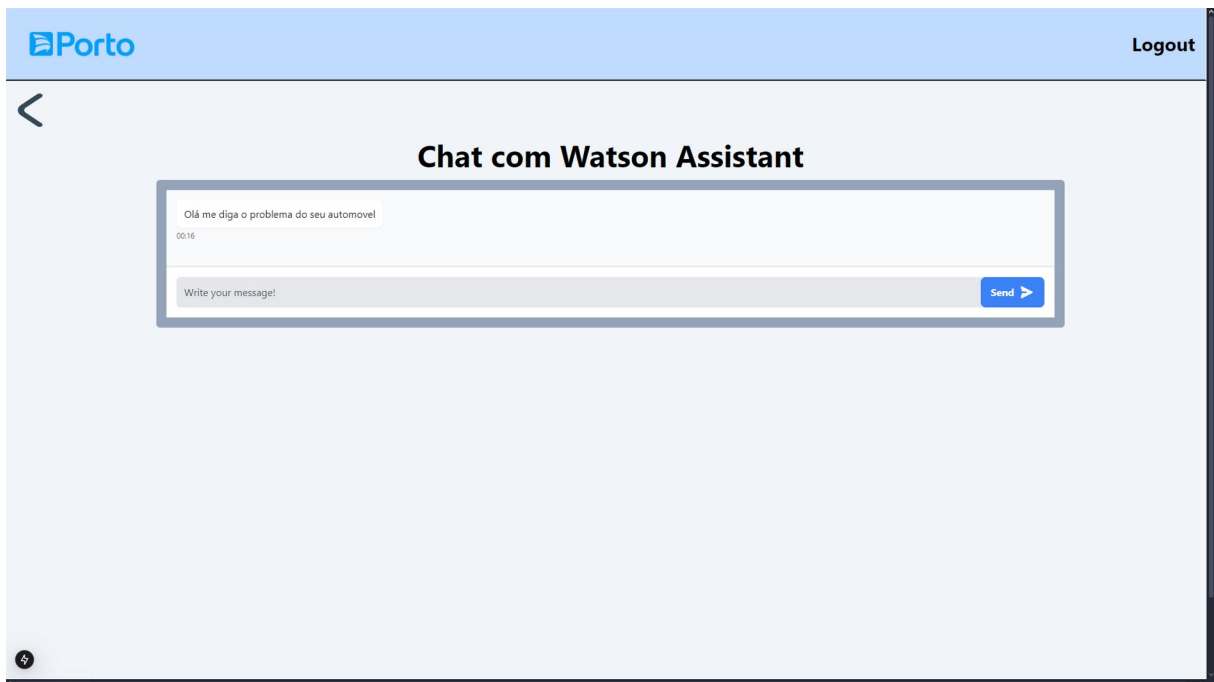 Porto
Logout
Chat com Watson Assistant
Olá me diga o problema do seu automovel
00:16
Write your message!
Send